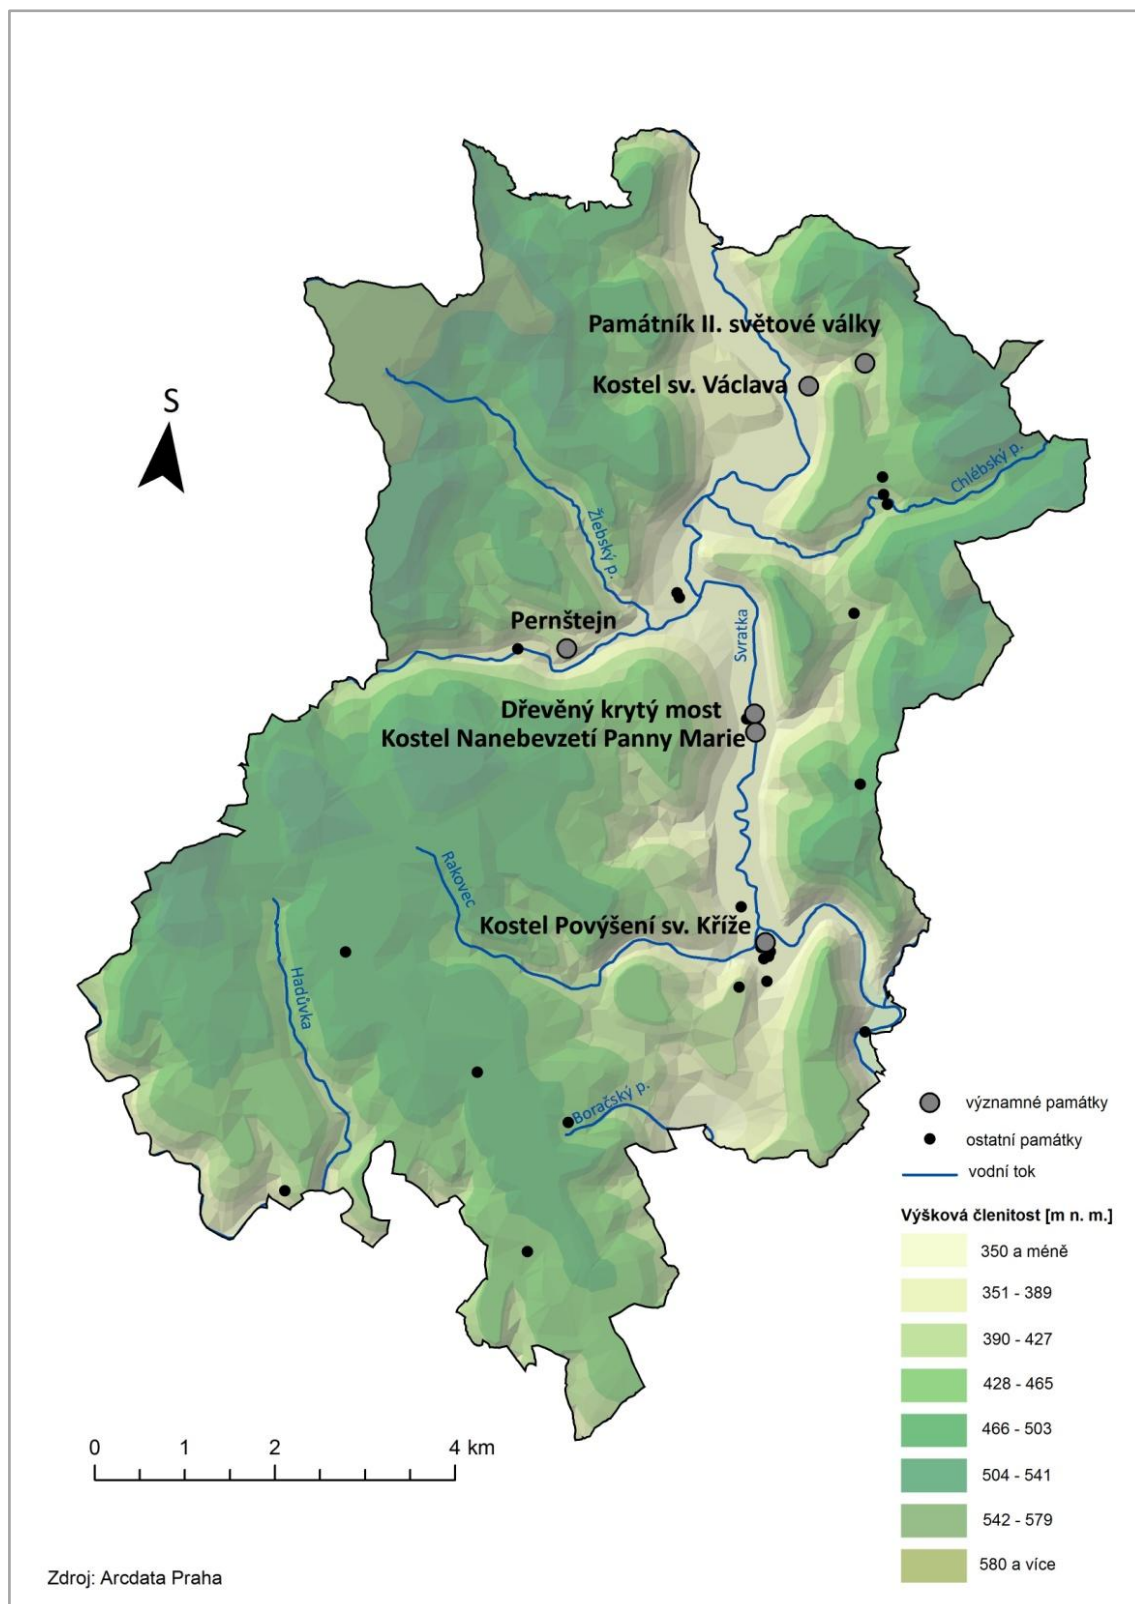 Památník II. světové války
Kostel sv. Václava
S
Chlébský p.
Žlebský p.
Pernštejn
Svratka
Dřevěný krytý most
Kostel Nanebevzetí Panny Marie
Rakovec
Kostel Povýšení sv. Kříže
Hadůvka
Boračský p.
významné památky
ostatní památky
vodní tok
Výšková členitost [m n. m.]
350 a méně
351 - 389
390 - 427
428 - 465
466 - 503
504 - 541
542 - 579
580 a více
0 1 2 4 km
Zdroj: Arcdata Praha